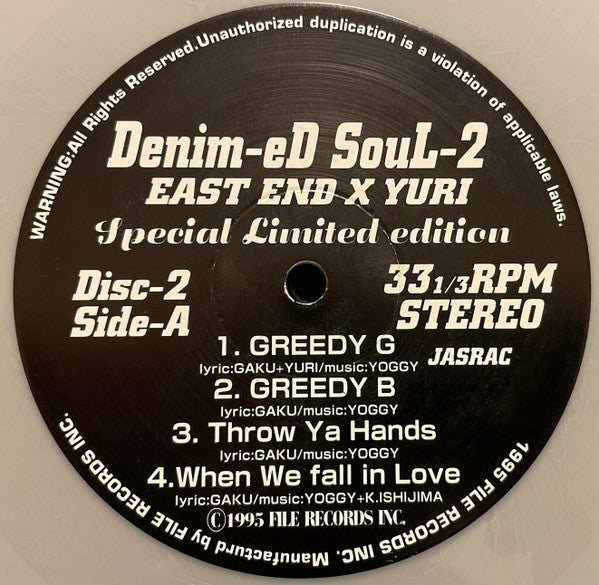 WARNING:All Rights Reserved.Unauthorized duplication is a violation of applicable laws.
Denim-eD SouL-2
EAST END X YURI
Special Limited edition
Disc-2
Side-A
33 1/3RPM
STEREO
JASRAC
1. GREEDY G
lyric:GAKU+YURI/music:YOGGY
2. GREEDY B
lyric:GAKU/music:YOGGY
3. Throw Ya Hands
lyric:GAKU/music:YOGGY
4.When We fall in Love
lyric:GAKU/music:YOGGY+K.ISHIJIMA
©1995 FILE RECORDS INC.
1995 FILE RECORDS INC. Manufacturd by FILE RECORDS INC.